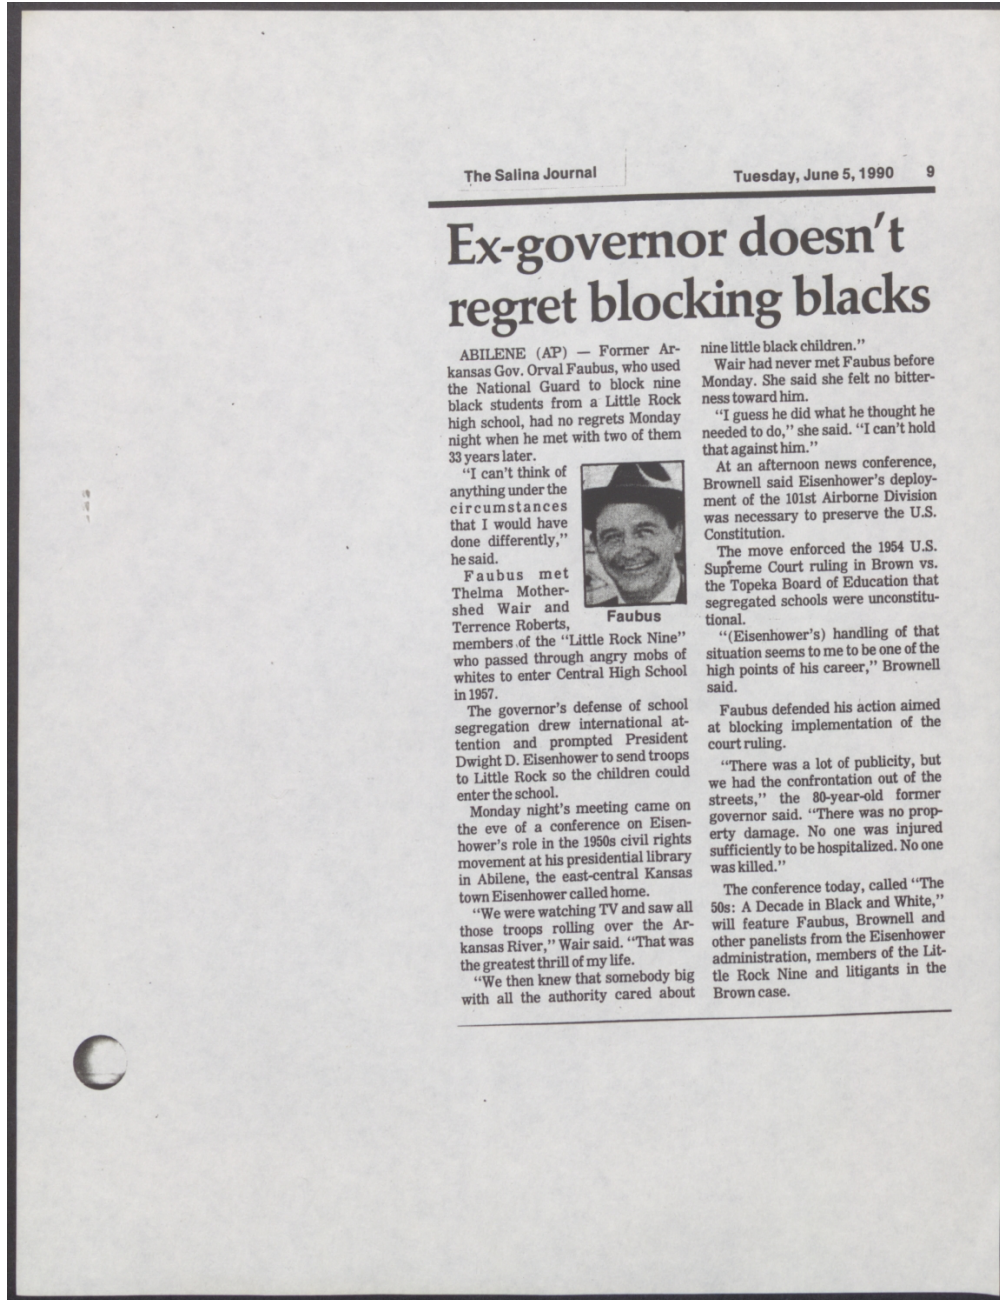 The Salina Journal
Tuesday, June 5, 1990 9
Ex-governor doesn't
regret blocking blacks
ABILENE (AP) — Former Ar-
kansas Gov. Orval Faubus, who used
the National Guard to block nine
black students from a Little Rock
high school, had no regrets Monday
night when he met with two of them
33 years later.
"I can't think of
anything under the
circumstances
that I would have
done differently,"
he said.
Faubus met
Thelma Mother-
shed Wair and
Terrence Roberts,
Faubus
members of the "Little Rock Nine"
who passed through angry mobs of
whites to enter Central High School
in 1957.
The governor's defense of school
segregation drew international at-
tention and prompted President
Dwight D. Eisenhower to send troops
to Little Rock so the children could
enter the school.
Monday night's meeting came on
the eve of a conference on Eisen-
hower's role in the 1950s civil rights
movement at his presidential library
in Abilene, the east-central Kansas
town Eisenhower called home.
"We were watching TV and saw all
those troops rolling over the Ar-
kansas River," Wair said. "That was
the greatest thrill of my life.
"We then knew that somebody big
with all the authority cared about
nine little black children."
Wair had never met Faubus before
Monday. She said she felt no bitter-
ness toward him.
"I guess he did what he thought he
needed to do," she said. "I can't hold
that against him."
At an afternoon news conference,
Brownell said Eisenhower's deploy-
ment of the 101st Airborne Division
was necessary to preserve the U.S.
Constitution.
The move enforced the 1954 U.S.
Supreme Court ruling in Brown vs.
the Topeka Board of Education that
segregated schools were unconstitu-
tional.
"(Eisenhower's) handling of that
situation seems to me to be one of the
high points of his career," Brownell
said.
Faubus defended his action aimed
at blocking implementation of the
court ruling.
"There was a lot of publicity, but
we had the confrontation out of the
streets," the 80-year-old former
governor said. "There was no prop-
erty damage. No one was injured
sufficiently to be hospitalized. No one
was killed."
The conference today, called "The
50s: A Decade in Black and White,"
will feature Faubus, Brownell and
other panelists from the Eisenhower
administration, members of the Lit-
tle Rock Nine and litigants in the
Brown case.